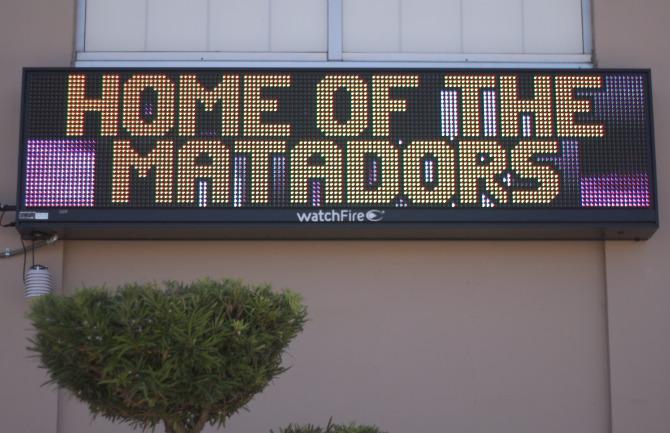 HOME OF THE
MATADORS
watchFire